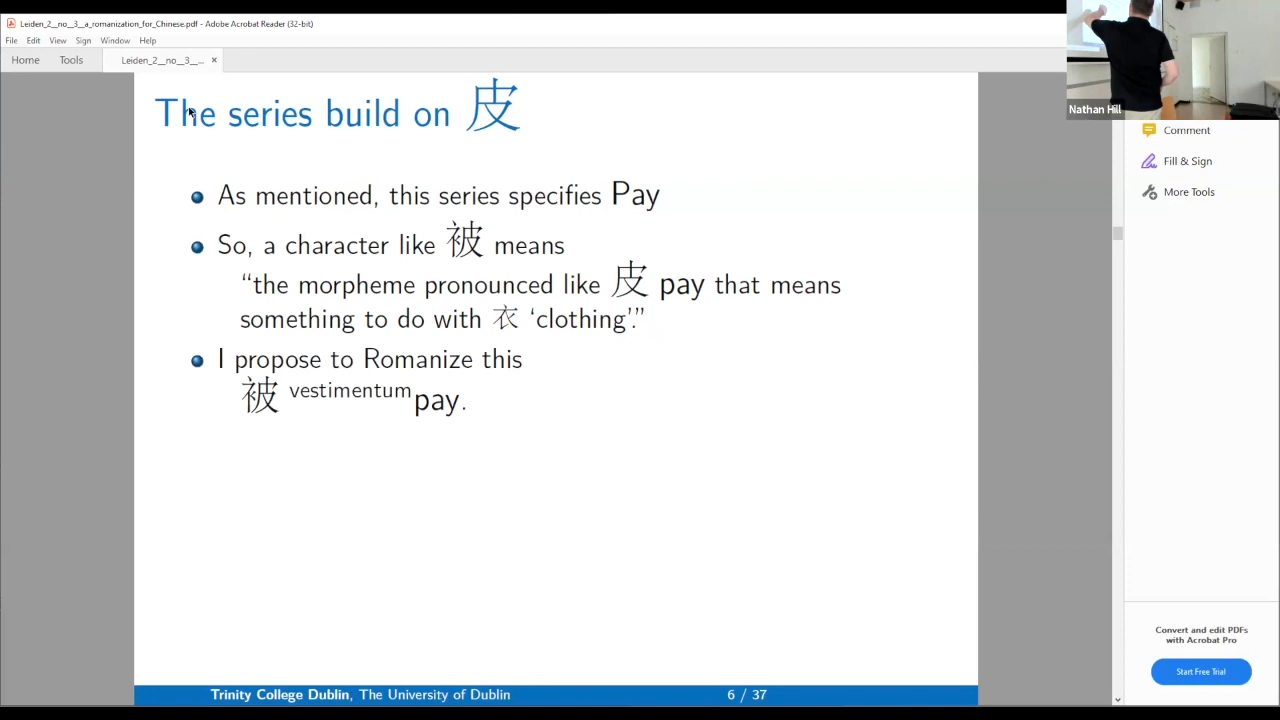 Leiden_2__no__3__a_romanization_for_Chinese.pdf - Adobe Acrobat Reader (32-bit)
File Edit View Sign Window Help
Home Tools Leiden_2__no__3__... ×
The series build on 皮
As mentioned, this series specifies Pay
So, a character like 被 means
“the morpheme pronounced like 皮 pay that means
something to do with 衣 ‘clothing’.”
I propose to Romanize this
被 vestimentumpay.
Trinity College Dublin, The University of Dublin 6 / 37
Nathan Hill
Comment
Fill & Sign
More Tools
Convert and edit PDFs
with Acrobat Pro
Start Free Trial